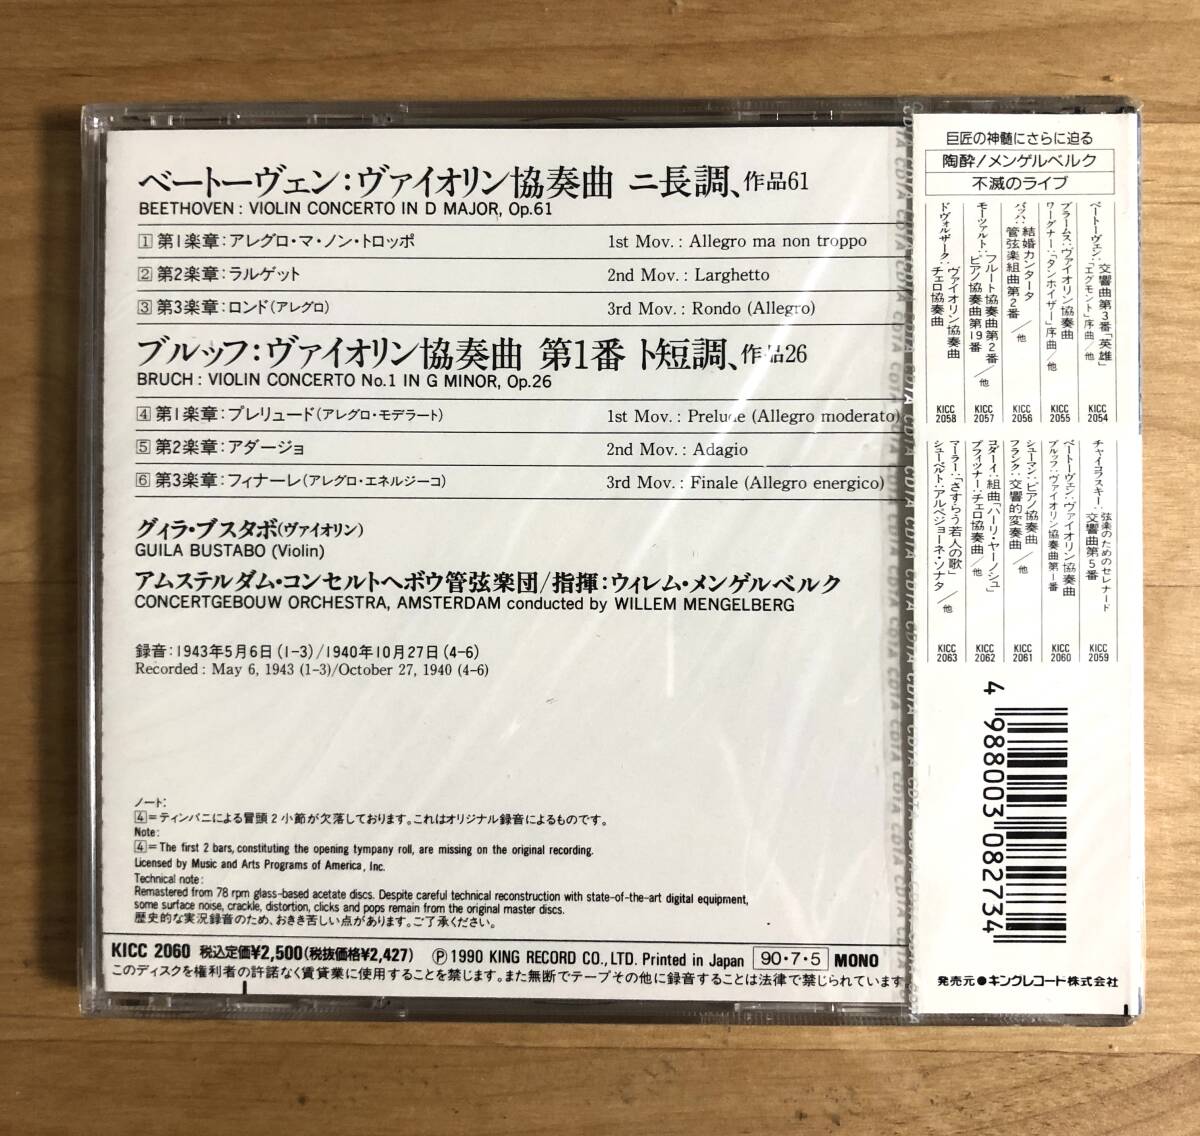 ベートーヴェン：ヴァイオリン協奏曲 ニ長調、作品61
BEETHOVEN : VIOLIN CONCERTO IN D MAJOR, Op.61
1 第1楽章：アレグロ・マ・ノン・トロッポ 1st Mov. : Allegro ma non troppo
2 第2楽章：ラルゲット 2nd Mov. : Larghetto
3 第3楽章：ロンド(アレグロ) 3rd Mov. : Rondo (Allegro)
ブルッフ：ヴァイオリン協奏曲 第1番 ト短調、作品26
BRUCH : VIOLIN CONCERTO No.1 IN G MINOR, Op.26
4 第1楽章：プレリュード(アレグロ・モデラート) 1st Mov. : Prelude (Allegro moderato)
5 第2楽章：アダージョ 2nd Mov. : Adagio
6 第3楽章：フィナーレ(アレグロ・エネルジーコ) 3rd Mov. : Finale (Allegro energico)
グィラ・ブスタボ(ヴァイオリン)
GUILA BUSTABO (Violin)
アムステルダム・コンセルトヘボウ管弦楽団/指揮：ウィレム・メンゲルベルク
CONCERTGEBOUW ORCHESTRA, AMSTERDAM conducted by WILLEM MENGELBERG
録音：1943年5月6日(1-3)/1940年10月27日(4-6)
Recorded : May 6, 1943 (1-3)/October 27, 1940 (4-6)
ノート：
4＝ティンパニによる冒頭2小節が欠落しております。これはオリジナル録音によるものです。
Note:
4＝The first 2 bars, constituting the opening tympany roll, are missing on the original recording.
Licensed by Music and Arts Programs of America, Inc.
Technical note :
Remastered from 78 rpm glass-based acetate discs. Despite careful technical reconstruction with state-of-the-art digital equipment,
some surface noise, crackle, distortion, clicks and pops remain from the original master discs.
歴史的な実況録音のため、おきき苦しい点があります。ご了承ください。
KICC 2060 税込定価¥2,500(税抜価格¥2,427) Ⓟ 1990 KING RECORD CO., LTD. Printed in Japan 90・7・5 MONO
このディスクを権利者の許諾なく賃貸業に使用することを禁じます。また無断でテープその他に録音することは法律で禁じられています。
CDTA CDTA CDTA CDTA CDTA CDTA CDTA CDTA CDTA
巨匠の神髄にさらに迫る
陶酔！メンゲルベルク
不滅のライブ
ベートーヴェン：交響曲第3番「英雄」
「エグモント」序曲/他
KICC 2054
ブラームス：ヴァイオリン協奏曲
ワーグナー：「タンホイザー」序曲/他
KICC 2055
バッハ：結婚カンタータ
管弦楽組曲第2番/他
KICC 2056
モーツァルト：フルート協奏曲第2番/他
ピアノ協奏曲第19番
KICC 2057
ドヴォルザーク：ヴァイオリン協奏曲
チェロ協奏曲
KICC 2058
チャイコフスキー：弦楽のためのセレナード
交響曲第5番
KICC 2059
ベートーヴェン：ヴァイオリン協奏曲
ブルッフ：ヴァイオリン協奏曲第1番
KICC 2060
シューマン：ピアノ協奏曲
フランク：交響的変奏曲/他
KICC 2061
コダーイ：組曲「ハーリ・ヤーノシュ」
プフィツナー：チェロ協奏曲/他
KICC 2062
マーラー：「さすらう若人の歌」
シューベルト：アルペジョーネ・ソナタ/他
KICC 2063
4 988003 082734
発売元●キングレコード株式会社